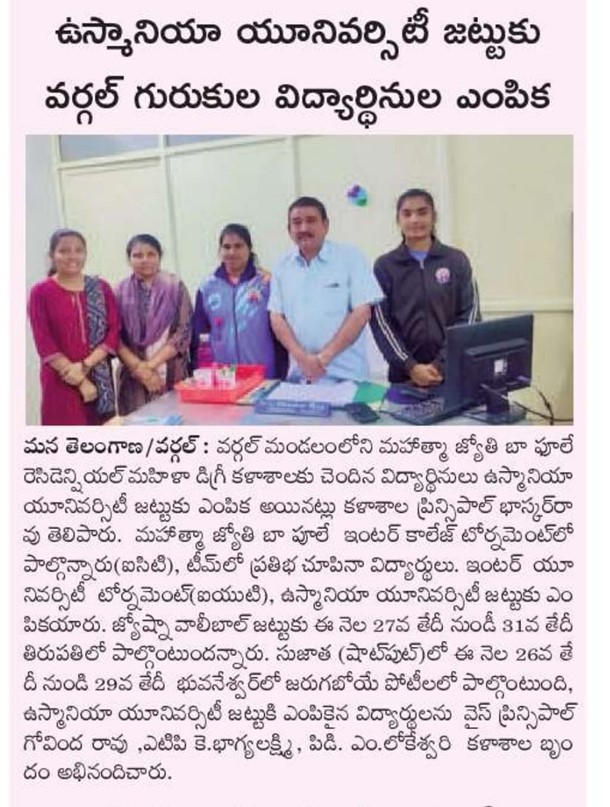 ఉస్మానియా యూనివర్సిటీ జట్టుకు
వర్గల్ గురుకుల విద్యార్థినుల ఎంపిక
మన తెలంగాణ/వర్గల్ : వర్గల్ మండలంలోని మహాత్మా జ్యోతి బా ఫూలే
రెసిడెన్షియల్ మహిళా డిగ్రీ కళాశాలకు చెందిన విద్యార్థినులు ఉస్మానియా
యూనివర్సిటీ జట్టుకు ఎంపిక అయినట్లు కళాశాల ప్రిన్సిపాల్ భాస్కర్‌రా
వు తెలిపారు. మహాత్మా జ్యోతి బా పూలే ఇంటర్ కాలేజ్ టోర్నమెంట్‌లో
పాల్గొన్నారు(ఐసిటి), టీమ్‌లో ప్రతిభ చూపినా విద్యార్థులు. ఇంటర్ యూ
నివర్సిటీ టోర్నమెంట్(ఐయుటి), ఉస్మానియా యూనివర్సిటీ జట్టుకు ఎం
పికయారు. జ్యోష్నా వాలీబాల్ జట్టుకు ఈ నెల 27వ తేదీ నుండీ 31వ తేదీ
తిరుపతిలో పాల్గొంటుందన్నారు. సుజాత (షాట్‌పుట్)లో ఈ నెల 26వ తే
దీ నుండి 29వ తేదీ భువనేశ్వర్‌లో జరుగబోయే పోటీలలో పాల్గొంటుంది,
ఉస్మానియా యూనివర్సిటీ జట్టుకి ఎంపికైన విద్యార్థులను వైస్ ప్రిన్సిపాల్
గోవింద రావు ,ఎటిపి కె.భాగ్యలక్ష్మి, పిడి. ఎం.లోకేశ్వరి కళాశాల బృం
దం అభినందిచారు.